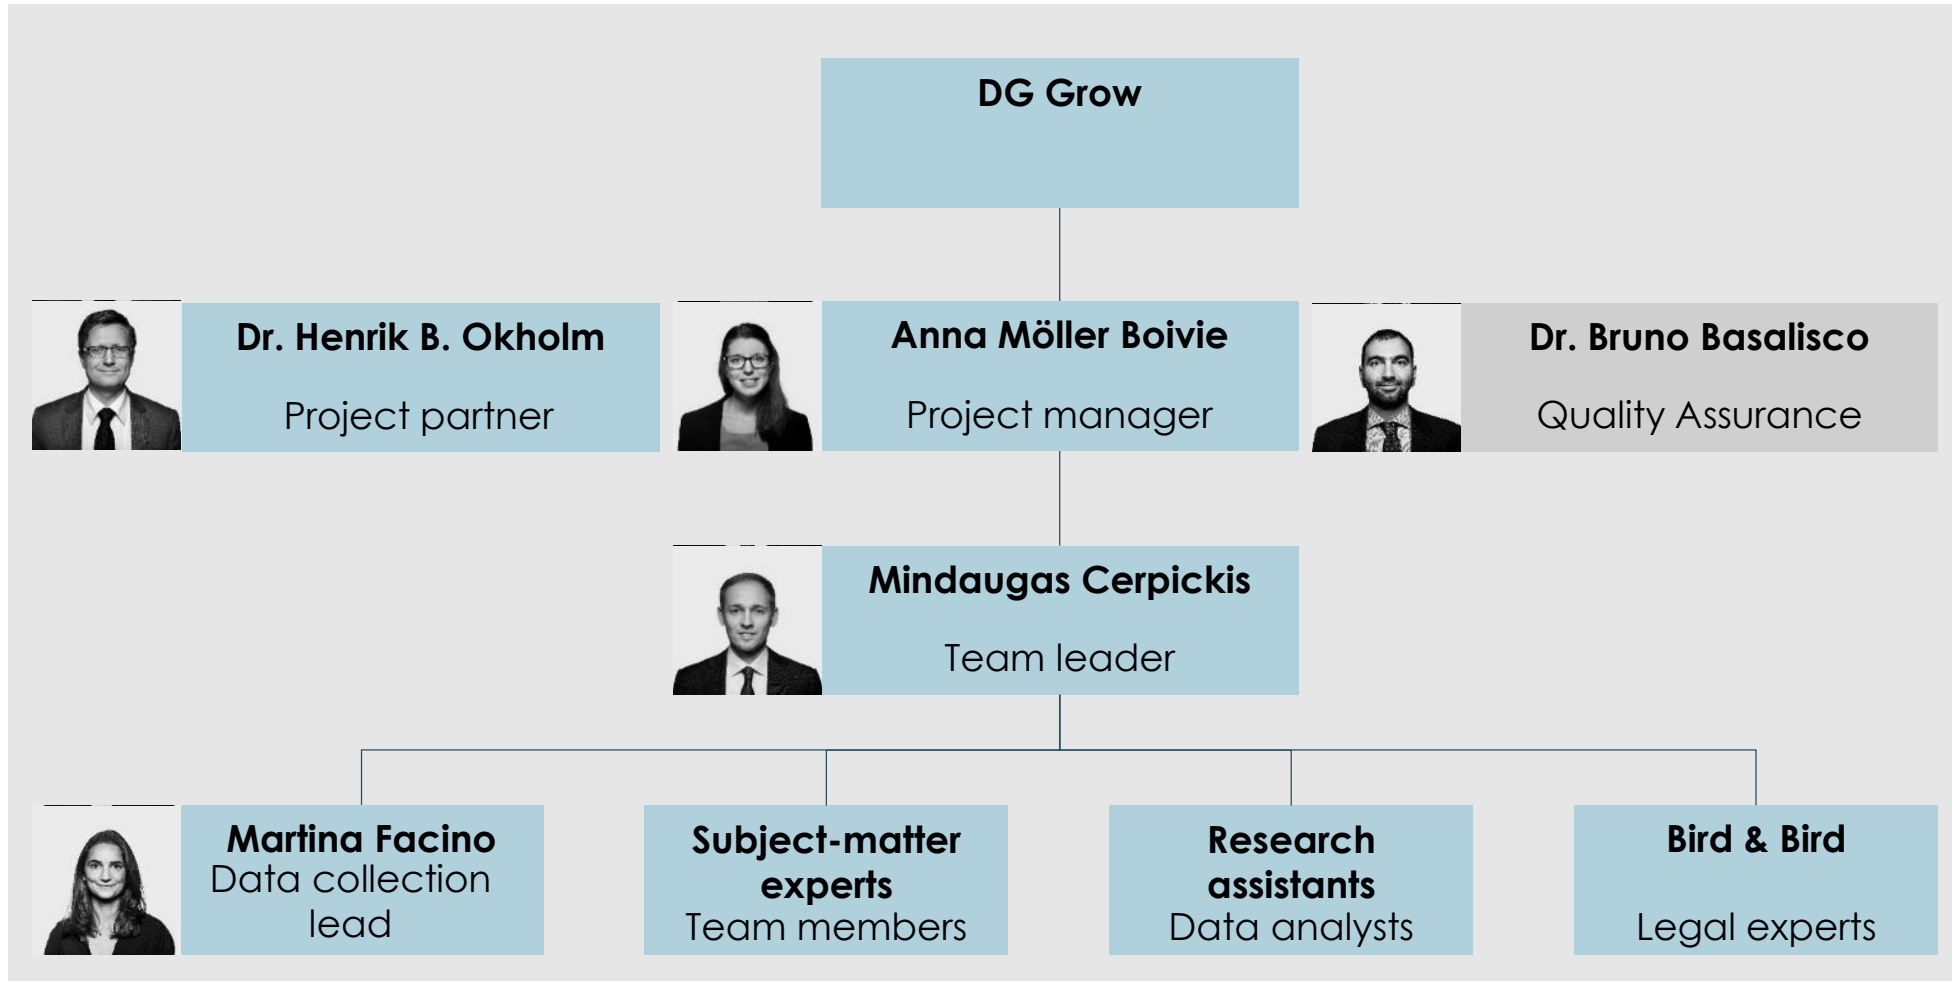 DG Grow
Dr. Henrik B. Okholm
Project partner
Anna Möller Boivie
Project manager
Dr. Bruno Basalisco
Quality Assurance
Mindaugas Cerpickis
Team leader
Martina Facino
Data collection
lead
Subject-matter
experts
Team members
Research
assistants
Data analysts
Bird & Bird
Legal experts